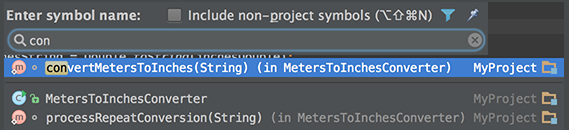 Enter symbol name: Include non-project symbols (⌥⇧⌘N)
con
convertMetersToInches(String) (in MetersToInchesConverter) MyProject
MetersToInchesConverter MyProject
processRepeatConversion(String) (in MetersToInchesConverter) MyProject